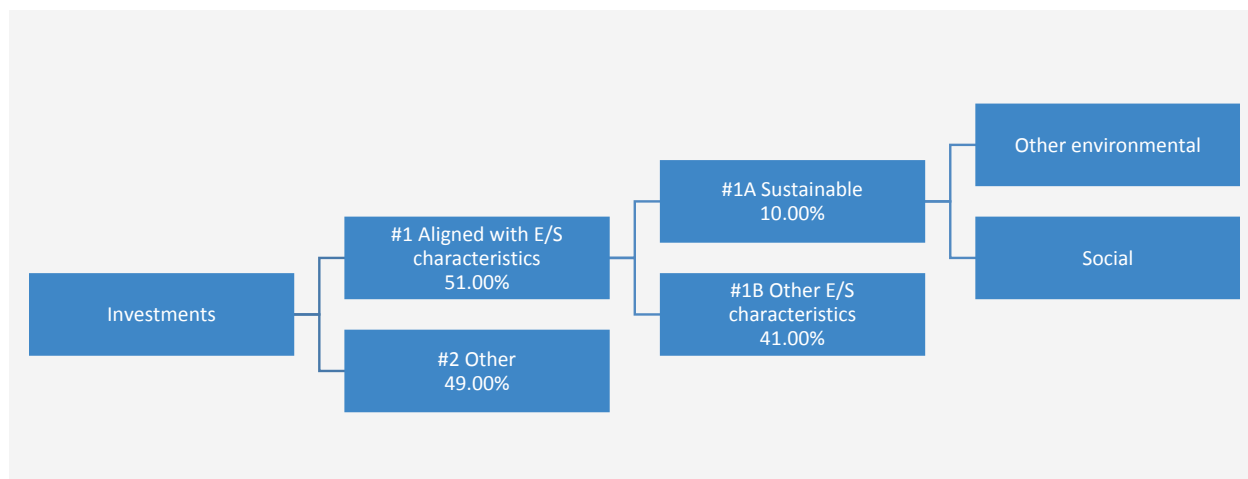 Investments
#1 Aligned with E/S
characteristics
51.00%
#2 Other
49.00%
#1A Sustainable
10.00%
#1B Other E/S
characteristics
41.00%
Other environmental
Social